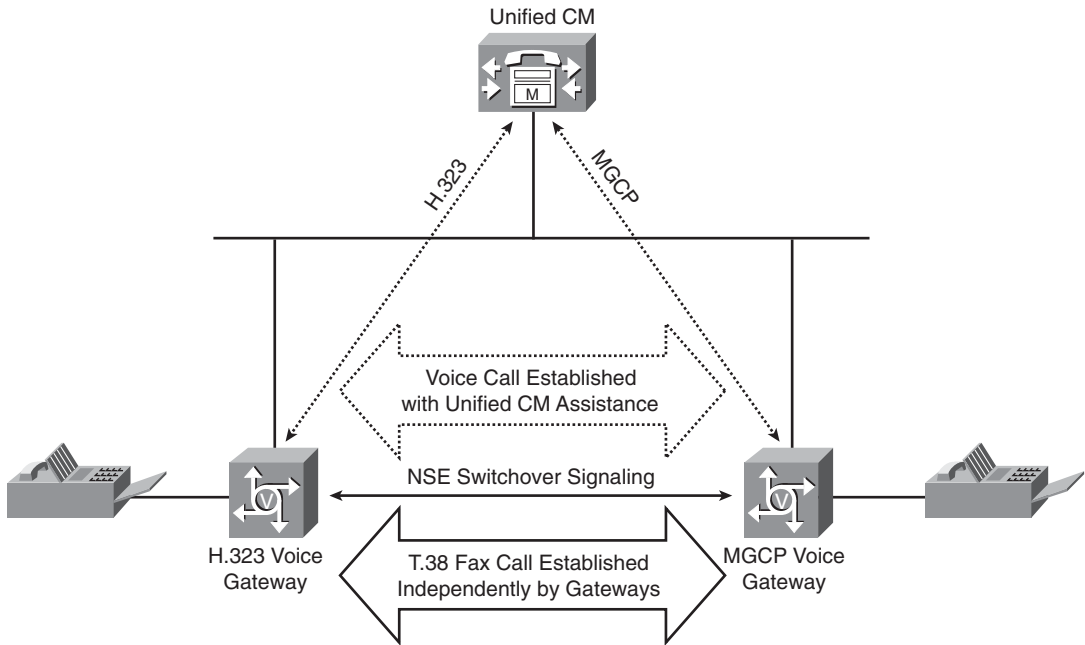 Unified CM
M
H.323
MGCP
Voice Call Established
with Unified CM Assistance
NSE Switchover Signaling
V
V
H.323 Voice
Gateway
T.38 Fax Call Established
Independently by Gateways
MGCP Voice
Gateway